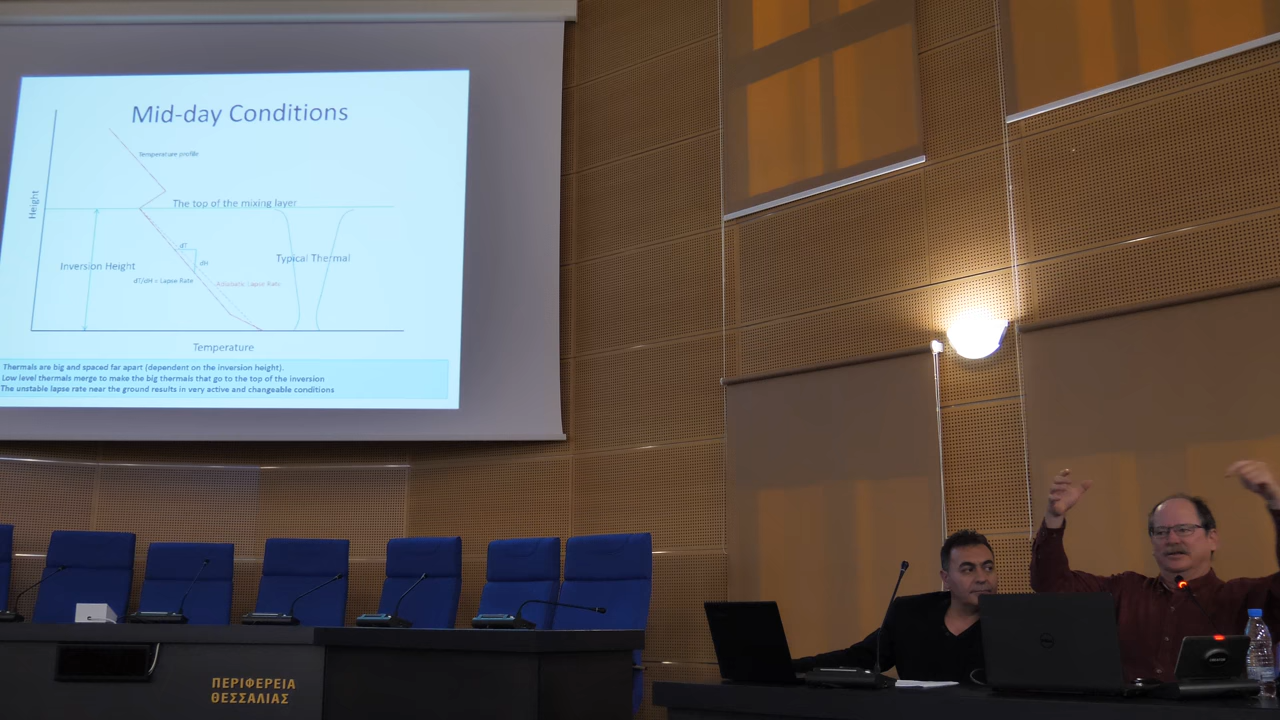 Mid-day Conditions
Temperature profile
Height
The top of the mixing layer
dT
dH
Inversion Height
Typical Thermal
dT/dH = Lapse Rate
Adiabatic Lapse Rate
Temperature
Thermals are big and spaced far apart (dependent on the inversion height).
Low level thermals merge to make the big thermals that go to the top of the inversion
The unstable lapse rate near the ground results in very active and changeable conditions
ΠΕΡΙΦΕΡΕΙΑ
ΘΕΣΣΑΛΙΑΣ